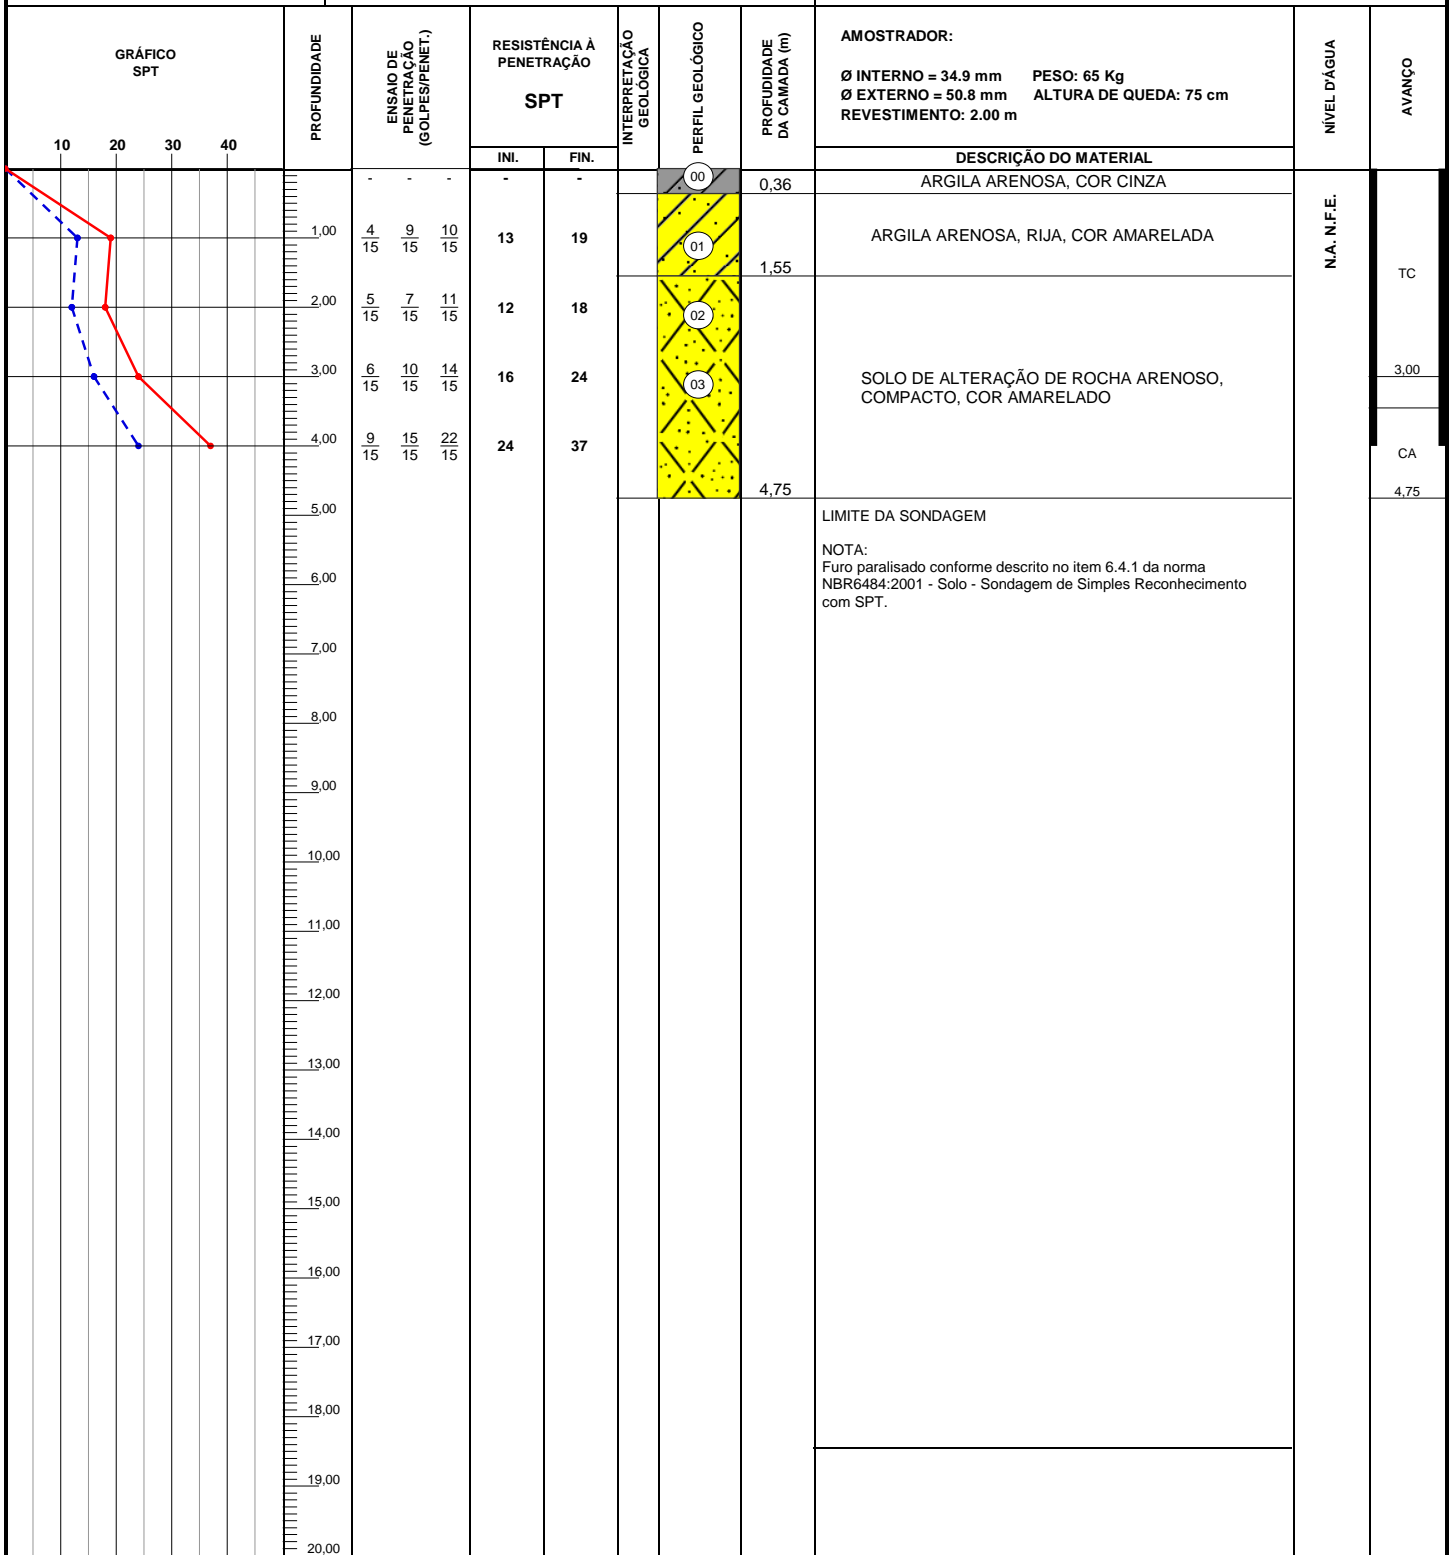 GRÁFICO
SPT
10 20 30 40
PROFUNDIDADE
ENSAIO DE
PENETRAÇÃO
(GOLPES/PENET.)
RESISTÊNCIA À
PENETRAÇÃO
SPT
INI. FIN.
INTERPRETAÇÃO
GEOLÓGICA
PERFIL GEOLÓGICO
PROFUDIDADE
DA CAMADA (m)
AMOSTRADOR:
Ø INTERNO = 34.9 mm PESO: 65 Kg
Ø EXTERNO = 50.8 mm ALTURA DE QUEDA: 75 cm
REVESTIMENTO: 2.00 m
DESCRIÇÃO DO MATERIAL
NÍVEL D'ÁGUA
AVANÇO
- - - - - 00 0,36 ARGILA ARENOSA, COR CINZA
N.A. N.F.E.
1,00 4/15 9/15 10/15 13 19 01 ARGILA ARENOSA, RIJA, COR AMARELADA
1,55 TC
2,00 5/15 7/15 11/15 12 18 02
3,00 6/15 10/15 14/15 16 24 03 3,00
SOLO DE ALTERAÇÃO DE ROCHA ARENOSO,
COMPACTO, COR AMARELADO
4,00 9/15 15/15 22/15 24 37 CA
4,75 4,75
5,00 LIMITE DA SONDAGEM
NOTA:
Furo paralisado conforme descrito no item 6.4.1 da norma
6,00 NBR6484:2001 - Solo - Sondagem de Simples Reconhecimento
com SPT.
7,00
8,00
9,00
10,00
11,00
12,00
13,00
14,00
15,00
16,00
17,00
18,00
19,00
20,00